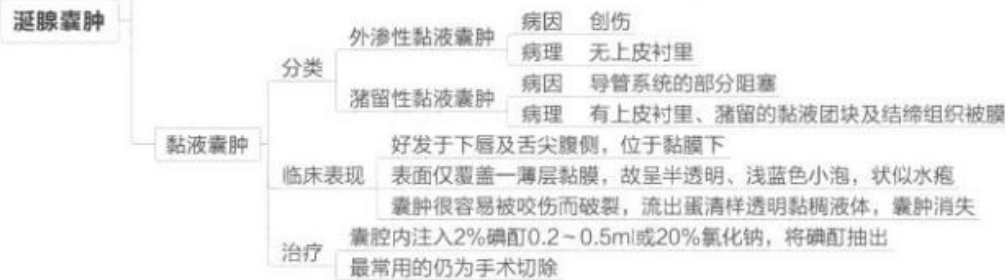 涎腺囊肿
黏液囊肿
分类
外渗性黏液囊肿
病因 创伤
病理 无上皮衬里
潴留性黏液囊肿
病因 导管系统的部分阻塞
病理 有上皮衬里、潴留的黏液团块及结缔组织被膜
临床表现
好发于下唇及舌尖腹侧，位于黏膜下
表面仅覆盖一薄层黏膜，故呈半透明、浅蓝色小泡，状似水疱
囊肿很容易被咬伤而破裂，流出蛋清样透明黏稠液体，囊肿消失
治疗
囊腔内注入2%碘酊0.2~0.5ml或20%氯化钠，将碘酊抽出
最常用的仍为手术切除